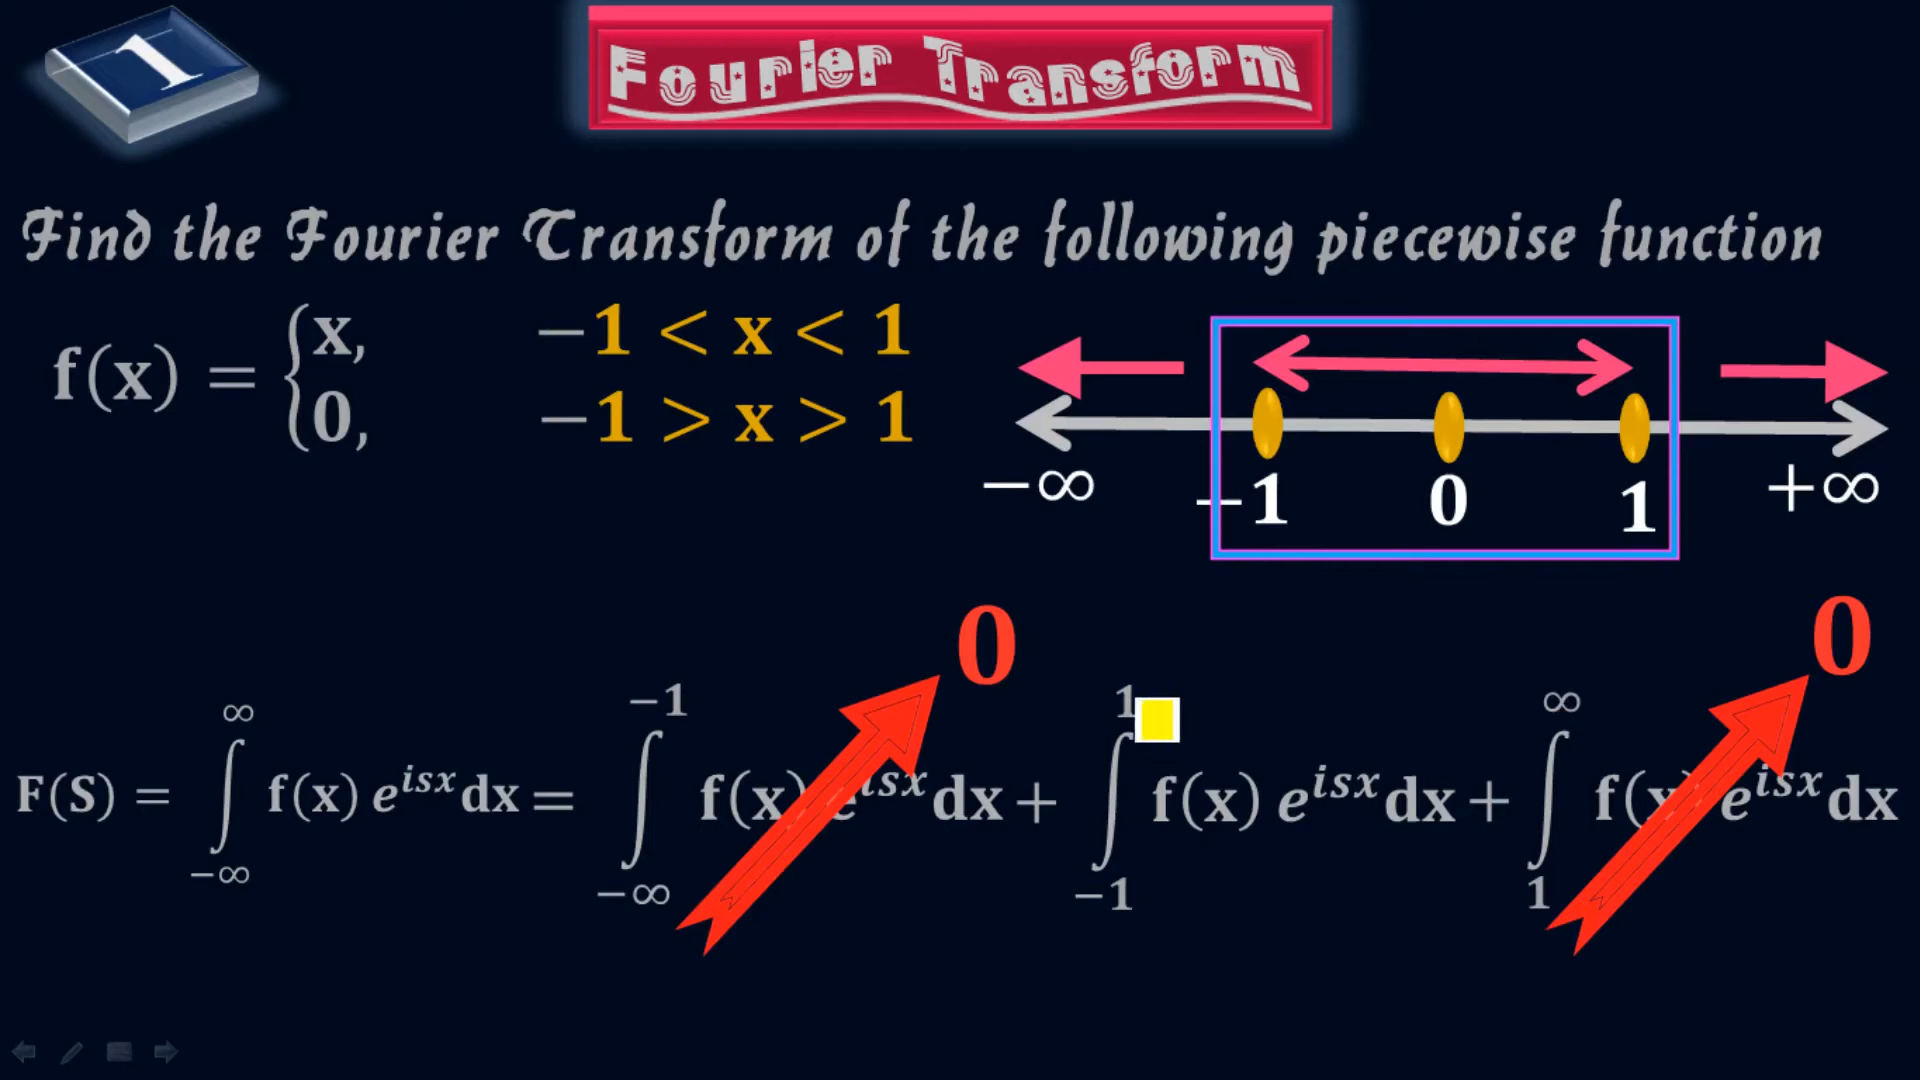 1
Fourier Transform
Find the Fourier Transform of the following piecewise function
f(x) = { x, −1 < x < 1
0, −1 > x > 1
−∞ −1 0 1 +∞
0 0
F(S) = ∫_{−∞}^{∞} f(x) e^{isx} dx = ∫_{−∞}^{−1} f(x) e^{isx} dx + ∫_{−1}^{1} f(x) e^{isx} dx + ∫_{1}^{∞} f(x) e^{isx} dx